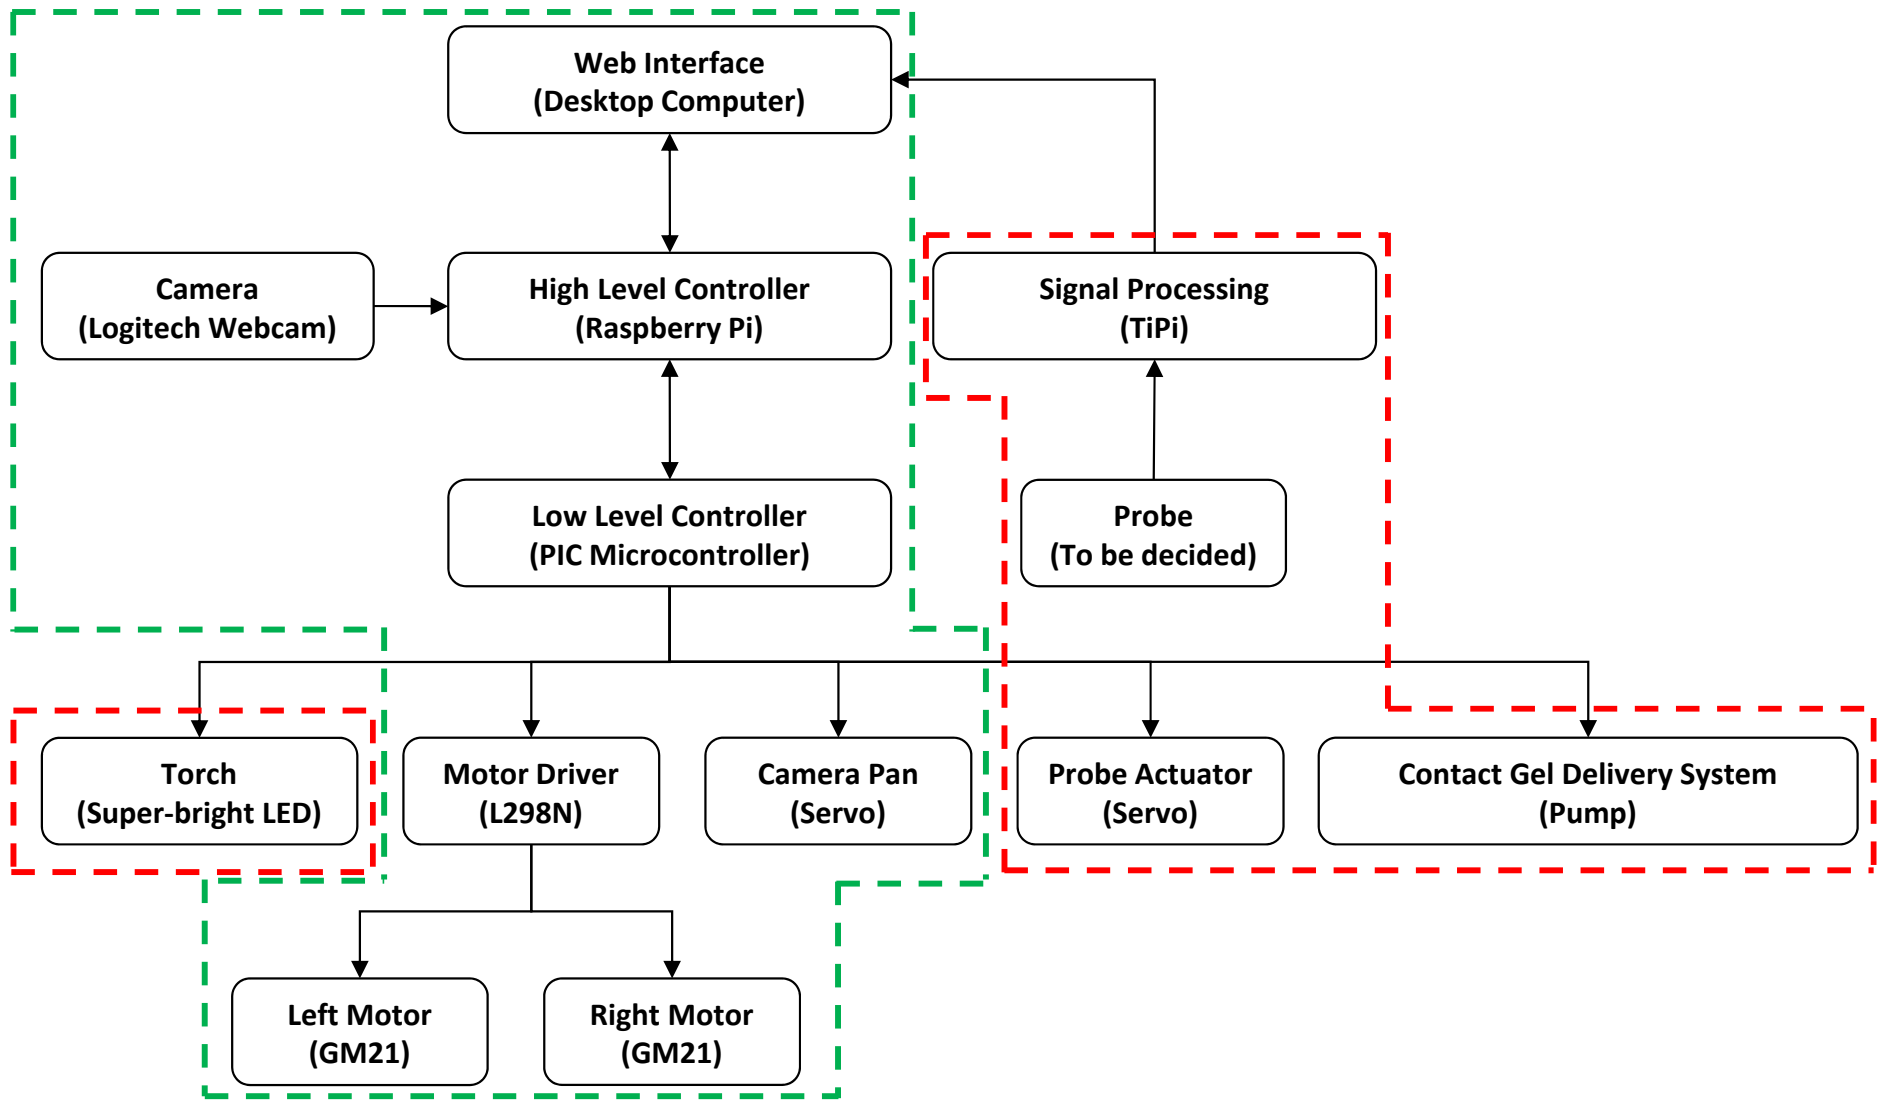 Web Interface
(Desktop Computer)
Camera
(Logitech Webcam)
High Level Controller
(Raspberry Pi)
Signal Processing
(TiPi)
Low Level Controller
(PIC Microcontroller)
Probe
(To be decided)
Torch
(Super-bright LED)
Motor Driver
(L298N)
Camera Pan
(Servo)
Probe Actuator
(Servo)
Contact Gel Delivery System
(Pump)
Left Motor
(GM21)
Right Motor
(GM21)